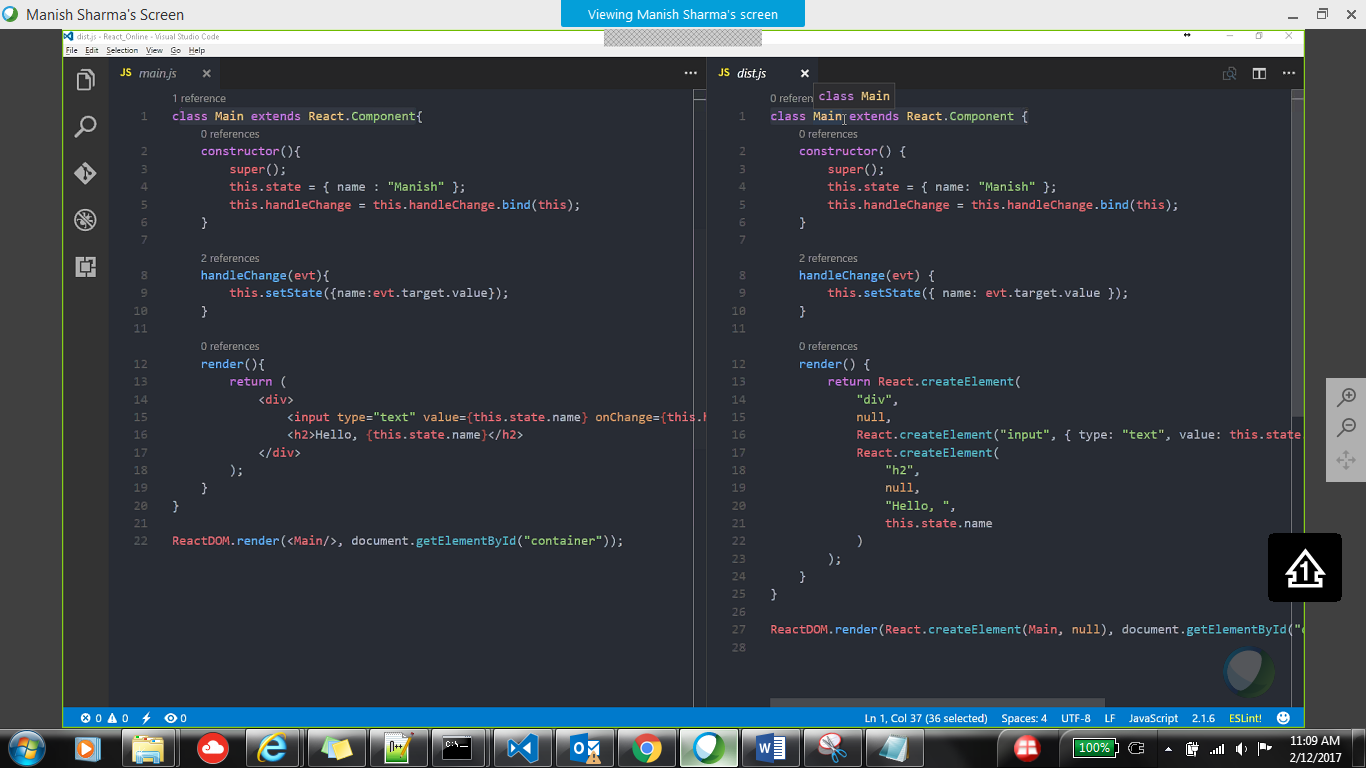 Manish Sharma's Screen
Viewing Manish Sharma's screen
dist.js - React_Online - Visual Studio Code
File Edit Selection View Go Help
JS main.js
1 reference
1 class Main extends React.Component{
0 references
2 constructor(){
3 super();
4 this.state = { name : "Manish" };
5 this.handleChange = this.handleChange.bind(this);
6 }
7
2 references
8 handleChange(evt){
9 this.setState({name:evt.target.value});
10 }
11
0 references
12 render(){
13 return (
14 <div>
15 <input type="text" value={this.state.name} onChange={this.h
16 <h2>Hello, {this.state.name}</h2>
17 </div>
18 );
19 }
20 }
21
22 ReactDOM.render(<Main/>, document.getElementById("container"));
JS dist.js
class Main
0 referen
1 class Main extends React.Component {
0 references
2 constructor() {
3 super();
4 this.state = { name: "Manish" };
5 this.handleChange = this.handleChange.bind(this);
6 }
7
2 references
8 handleChange(evt) {
9 this.setState({ name: evt.target.value });
10 }
11
0 references
12 render() {
13 return React.createElement(
14 "div",
15 null,
16 React.createElement("input", { type: "text", value: this.state.
17 React.createElement(
18 "h2",
19 null,
20 "Hello, ",
21 this.state.name
22 )
23 );
24 }
25 }
26
27 ReactDOM.render(React.createElement(Main, null), document.getElementById("c
28
1
0 0 0
Ln 1, Col 37 (36 selected) Spaces: 4 UTF-8 LF JavaScript 2.1.6 ESLint!
100%
11:09 AM
2/12/2017